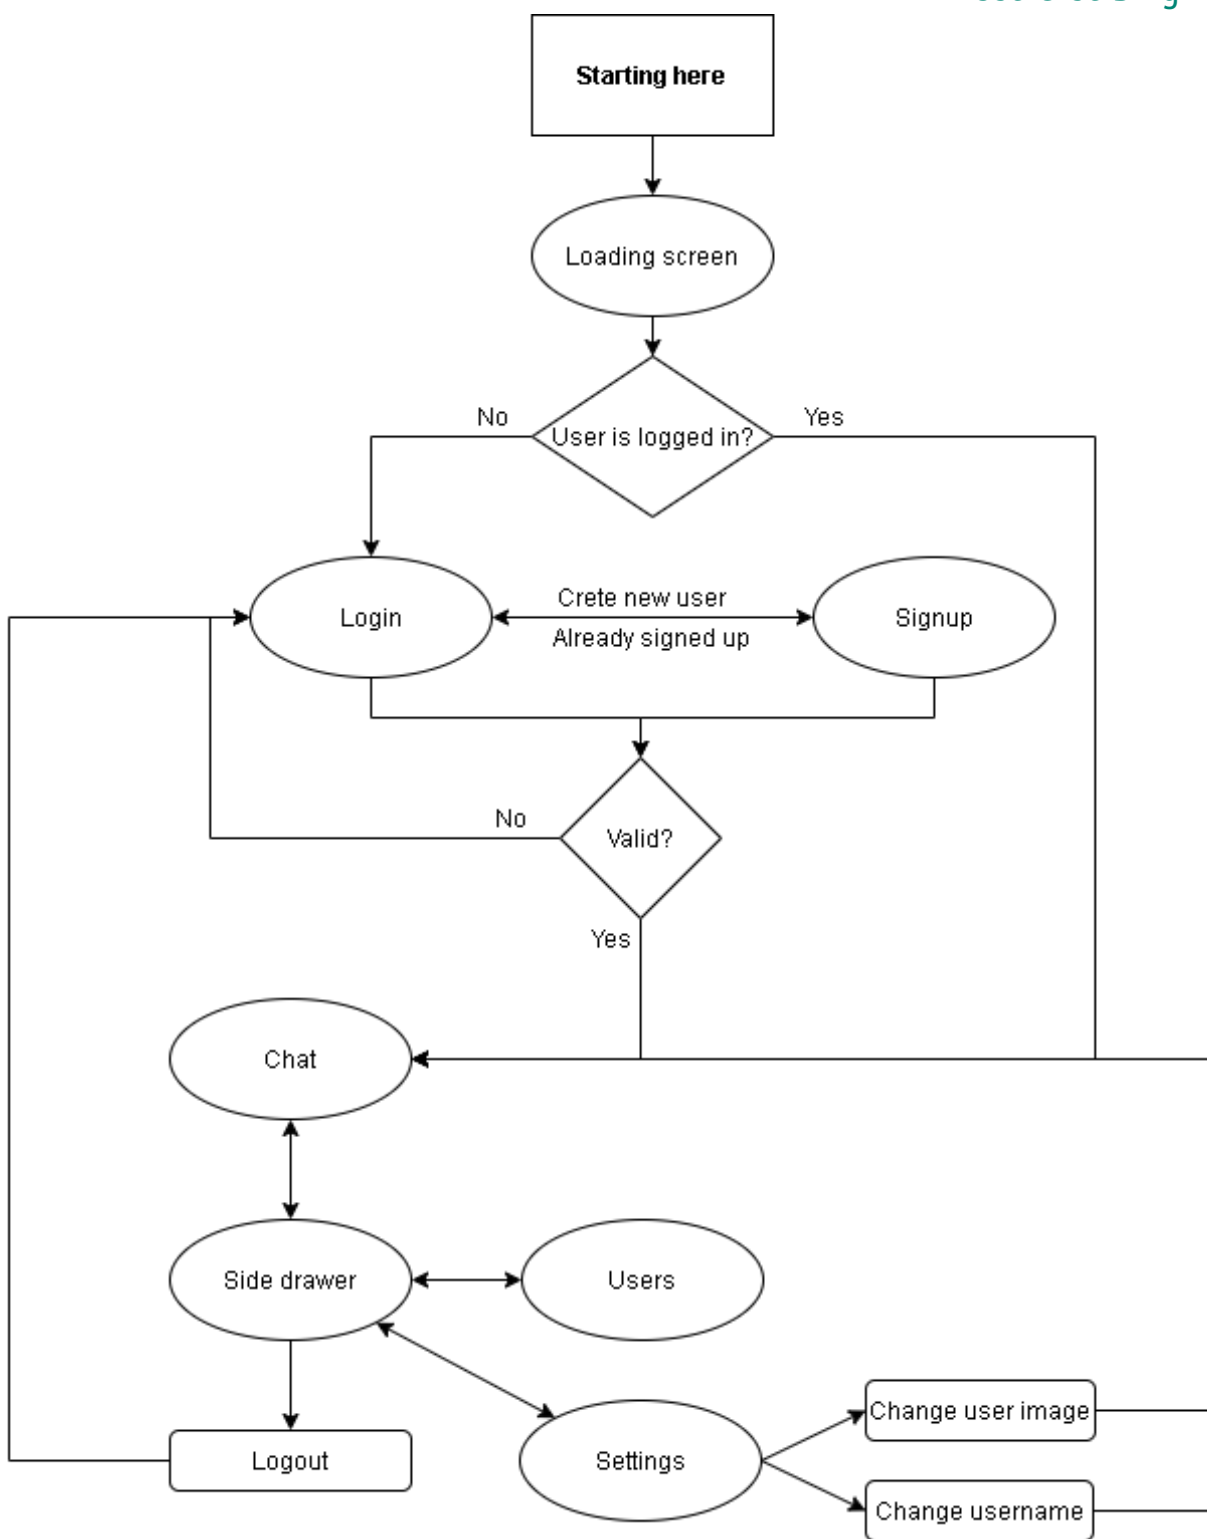 Starting here
Loading screen
No
Yes
User is logged in?
Login
Crete new user
Already signed up
Signup
No
Valid?
Yes
Chat
Side drawer
Users
Change user image
Logout
Settings
Change username